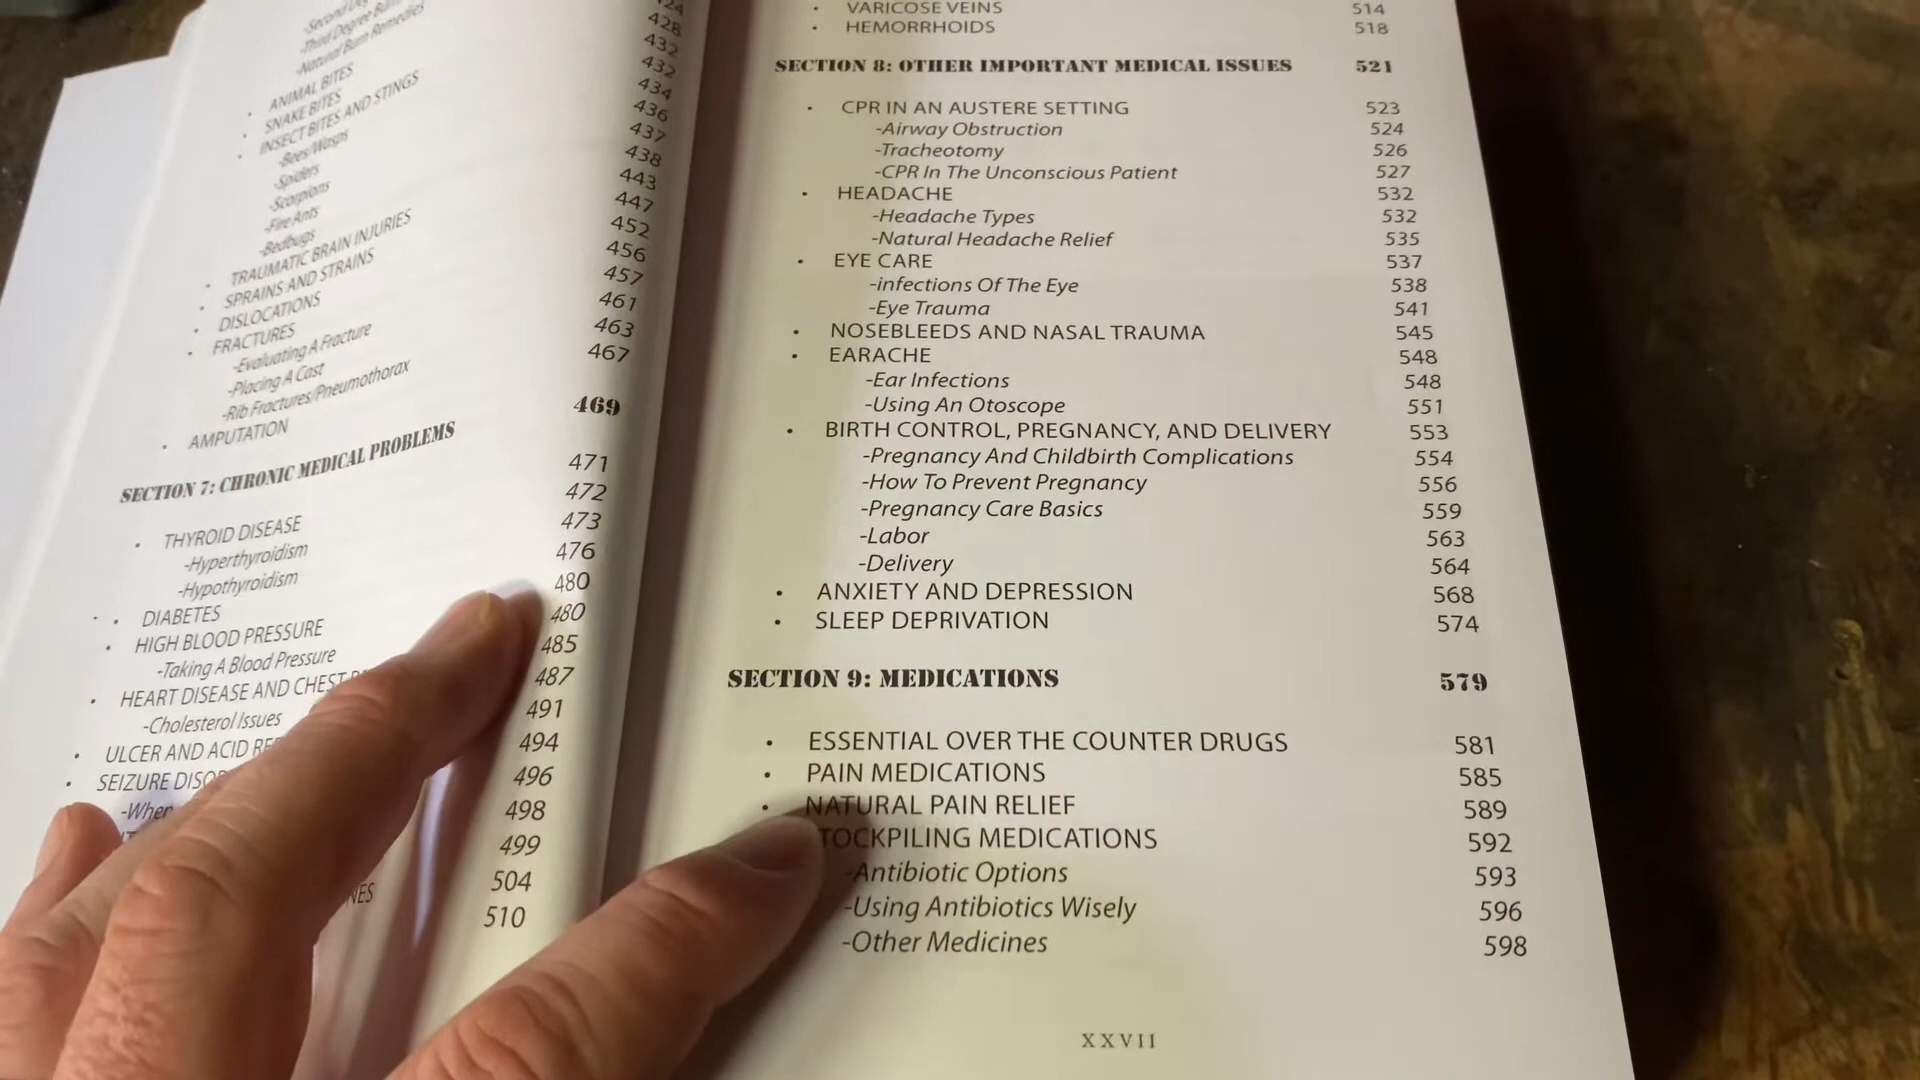 -Second De
-Third Degree Burn
-Natural Burn Remedies
ANIMAL BITES
SNAKE BITES
INSECT BITES AND STINGS
-Bees/Wasps
-Spiders
-Scorpions
-Fire Ants
-Bedbugs
TRAUMATIC BRAIN INJURIES
SPRAINS AND STRAINS
DISLOCATIONS
FRACTURES
-Evaluating A Fracture
-Placing A Cast
-Rib Fractures/Pneumothorax
AMPUTATION
SECTION 7: CHRONIC MEDICAL PROBLEMS
THYROID DISEASE
-Hyperthyroidism
-Hypothyroidism
DIABETES
HIGH BLOOD PRESSURE
-Taking A Blood Pressure
HEART DISEASE AND CHEST
-Cholesterol Issues
ULCER AND ACID
SEIZURE
-When
424
428
432
432
434
436
437
438
443
447
452
456
457
461
463
467
469
471
472
473
476
480
480
485
487
491
494
496
498
499
504
510
• VARICOSE VEINS 514
• HEMORRHOIDS 518
SECTION 8: OTHER IMPORTANT MEDICAL ISSUES 521
• CPR IN AN AUSTERE SETTING 523
-Airway Obstruction 524
-Tracheotomy 526
-CPR In The Unconscious Patient 527
• HEADACHE 532
-Headache Types 532
-Natural Headache Relief 535
• EYE CARE 537
-infections Of The Eye 538
-Eye Trauma 541
• NOSEBLEEDS AND NASAL TRAUMA 545
• EARACHE 548
-Ear Infections 548
-Using An Otoscope 551
• BIRTH CONTROL, PREGNANCY, AND DELIVERY 553
-Pregnancy And Childbirth Complications 554
-How To Prevent Pregnancy 556
-Pregnancy Care Basics 559
-Labor 563
-Delivery 564
• ANXIETY AND DEPRESSION 568
• SLEEP DEPRIVATION 574
SECTION 9: MEDICATIONS 579
• ESSENTIAL OVER THE COUNTER DRUGS 581
• PAIN MEDICATIONS 585
• NATURAL PAIN RELIEF 589
TOCKPILING MEDICATIONS 592
-Antibiotic Options 593
-Using Antibiotics Wisely 596
-Other Medicines 598
XXVII